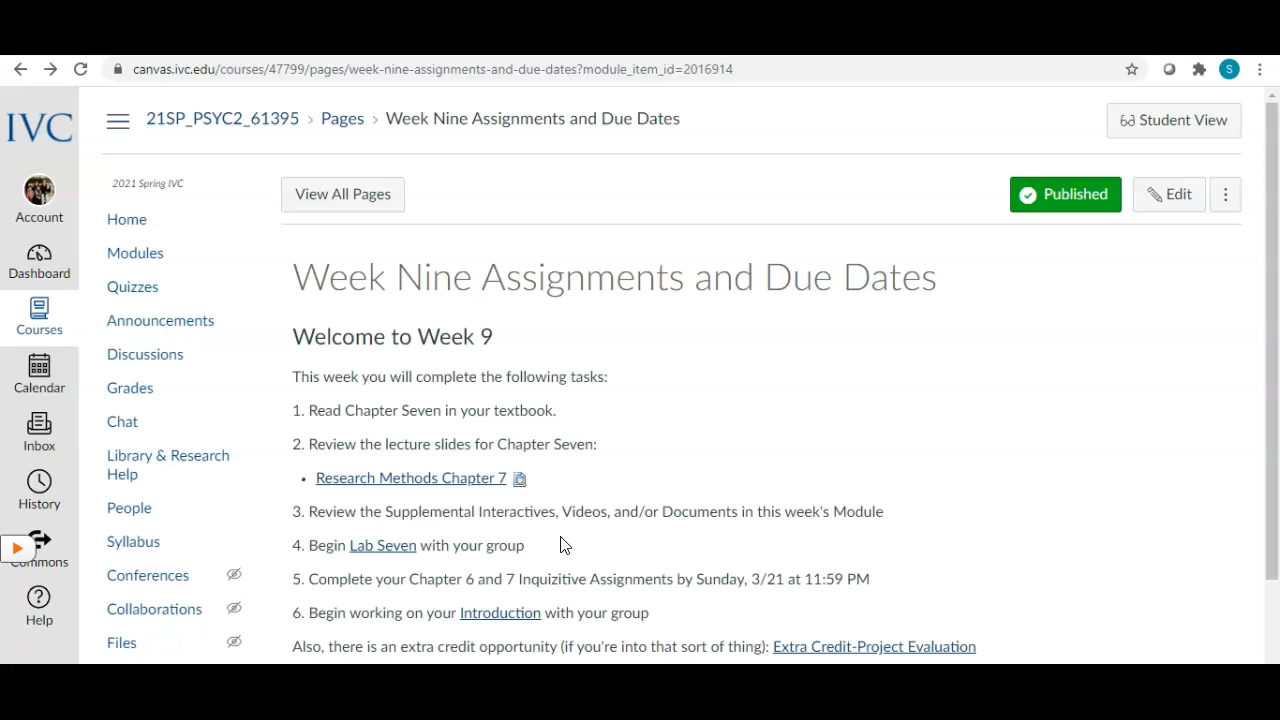 canvas.ivc.edu/courses/47799/pages/week-nine-assignments-and-due-dates?module_item_id=2016914
S
IVC
21SP_PSYC2_61395 › Pages › Week Nine Assignments and Due Dates
Student View
2021 Spring IVC
View All Pages
Published
Edit
Account
Dashboard
Courses
Calendar
Inbox
History
Commons
Help
Home
Modules
Quizzes
Announcements
Discussions
Grades
Chat
Library & Research
Help
People
Syllabus
Conferences
Collaborations
Files
Week Nine Assignments and Due Dates
Welcome to Week 9
This week you will complete the following tasks:
1. Read Chapter Seven in your textbook.
2. Review the lecture slides for Chapter Seven:
• Research Methods Chapter 7
3. Review the Supplemental Interactives, Videos, and/or Documents in this week's Module
4. Begin Lab Seven with your group
5. Complete your Chapter 6 and 7 Inquizitive Assignments by Sunday, 3/21 at 11:59 PM
6. Begin working on your Introduction with your group
Also, there is an extra credit opportunity (if you're into that sort of thing): Extra Credit-Project Evaluation